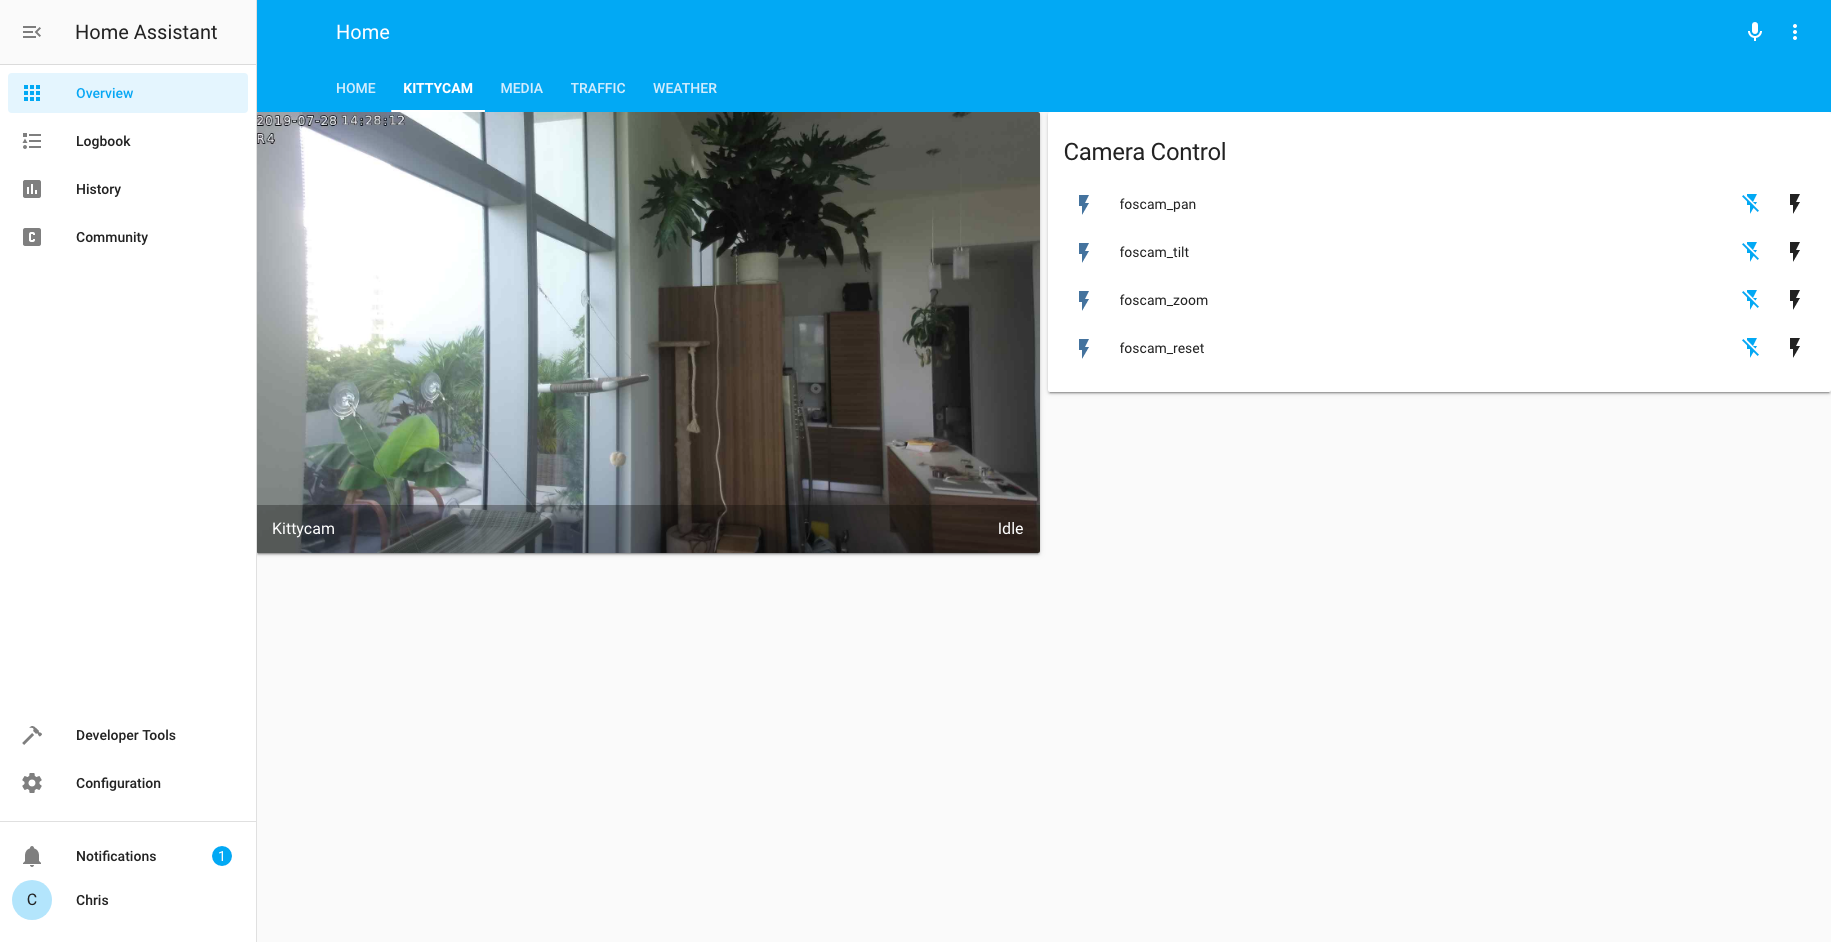 Home Assistant
Overview
Logbook
History
Community
Developer Tools
Configuration
Notifications 1
C Chris
Home
HOME KITTYCAM MEDIA TRAFFIC WEATHER
2019-07-28 14:28:12
R4
Kittycam Idle
Camera Control
foscam_pan
foscam_tilt
foscam_zoom
foscam_reset